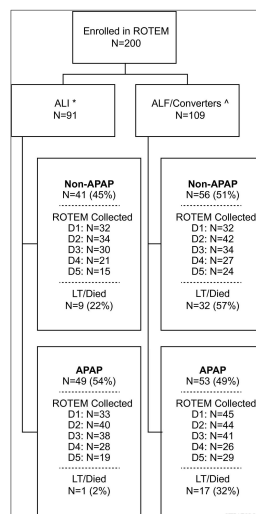 Enrolled in ROTEM
N=200
ALI *
N=91
ALF/Converters ^
N=109
Non-APAP
N=41 (45%)
ROTEM Collected
D1: N=32
D2: N=34
D3: N=30
D4: N=21
D5: N=15
LT/Died
N=9 (22%)
Non-APAP
N=56 (51%)
ROTEM Collected
D1: N=32
D2: N=42
D3: N=34
D4: N=27
D5: N=24
LT/Died
N=32 (57%)
APAP
N=49 (54%)
ROTEM Collected
D1: N=33
D2: N=40
D3: N=38
D4: N=28
D5: N=19
LT/Died
N=1 (2%)
APAP
N=53 (49%)
ROTEM Collected
D1: N=45
D2: N=44
D3: N=41
D4: N=26
D5: N=29
LT/Died
N=17 (32%)